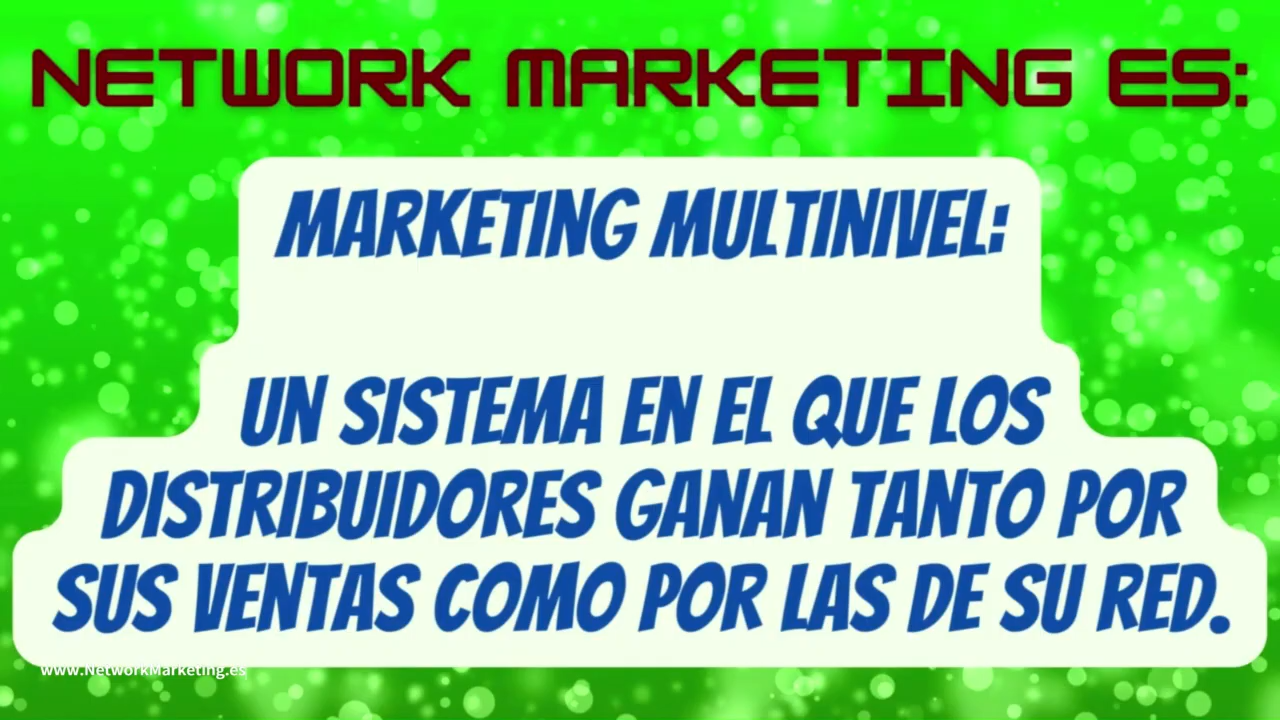 NETWORK MARKETING ES:
MARKETING MULTINIVEL:
UN SISTEMA EN EL QUE LOS
DISTRIBUIDORES GANAN TANTO POR
SUS VENTAS COMO POR LAS DE SU RED.
www.NetworkMarketing.es